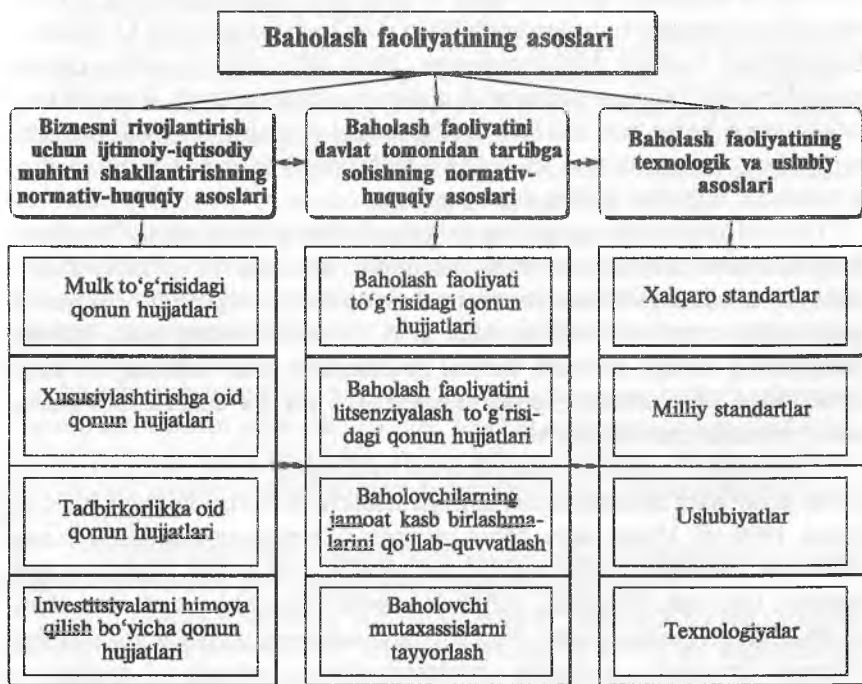 Baholash faoliyatining asoslari
Biznesni rivojlantirish
uchun ijtimoiy-iqtisodiy
muhitni shakllantirishning
normativ-huquqiy asoslari
Baholash faoliyatini
davlat tomonidan tartibga
solishning normativ-
huquqiy asoslari
Baholash faoliyatining
texnologik va uslubiy
asoslari
Mulk to‘g‘risidagi
qonun hujjatlari
Xususiylashtirishga oid
qonun hujjatlari
Tadbirkorlikka oid
qonun hujjatlari
Investitsiyalarni himoya
qilish bo‘yicha qonun
hujjatlari
Baholash faoliyati
to‘g‘risidagi qonun
hujjatlari
Baholash faoliyatini
litsenziyalash to‘g‘risi-
dagi qonun hujjatlari
Baholovchilarning
jamoat kasb birlashma-
larini qo‘llab-quvvatlash
Baholovchi
mutaxassislarni
tayyorlash
Xalqaro standartlar
Milliy standartlar
Uslubiyatlar
Texnologiyalar